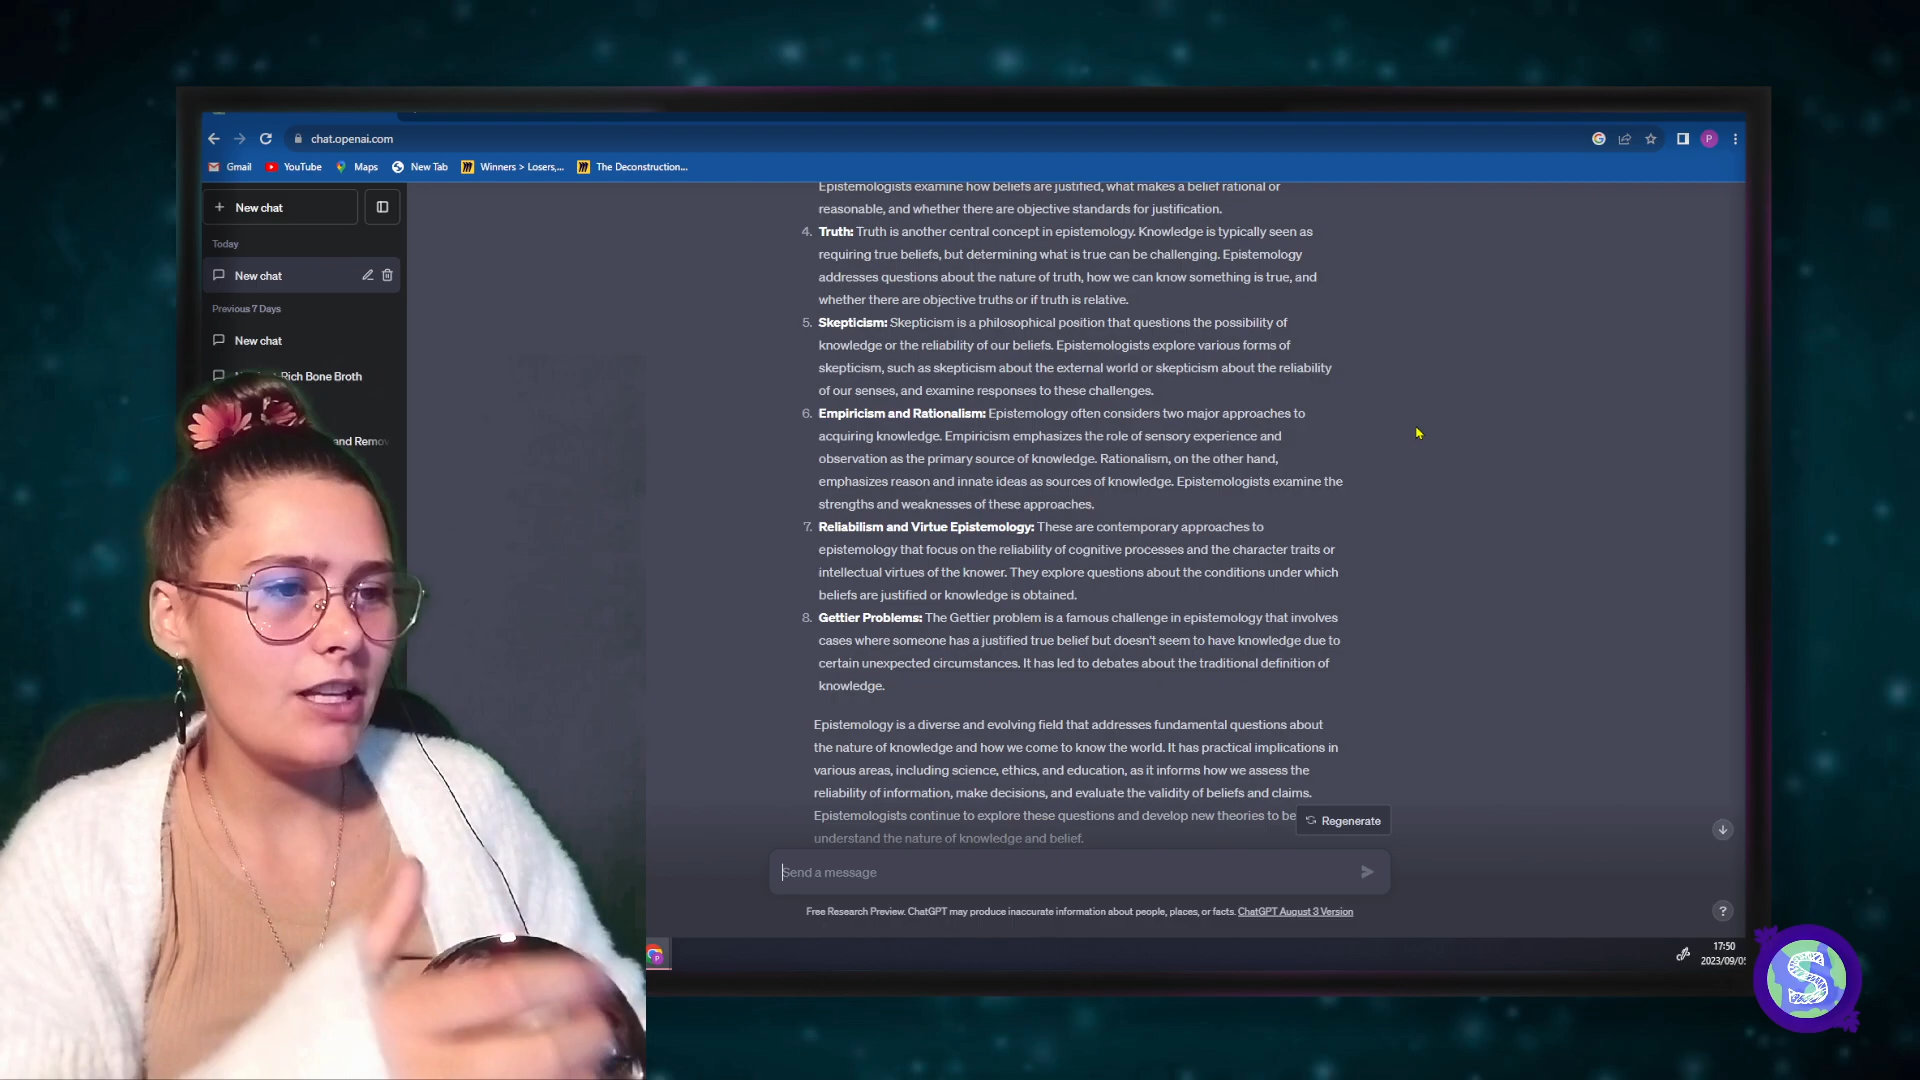 chat.openai.com
P
Gmail YouTube Maps New Tab Winners > Losers,... The Deconstruction...
+ New chat
Today
New chat
Previous 7 Days
New chat
Rich Bone Broth
and Remov
Epistemologists examine how beliefs are justified, what makes a belief rational or
reasonable, and whether there are objective standards for justification.
4. Truth: Truth is another central concept in epistemology. Knowledge is typically seen as
requiring true beliefs, but determining what is true can be challenging. Epistemology
addresses questions about the nature of truth, how we can know something is true, and
whether there are objective truths or if truth is relative.
5. Skepticism: Skepticism is a philosophical position that questions the possibility of
knowledge or the reliability of our beliefs. Epistemologists explore various forms of
skepticism, such as skepticism about the external world or skepticism about the reliability
of our senses, and examine responses to these challenges.
6. Empiricism and Rationalism: Epistemology often considers two major approaches to
acquiring knowledge. Empiricism emphasizes the role of sensory experience and
observation as the primary source of knowledge. Rationalism, on the other hand,
emphasizes reason and innate ideas as sources of knowledge. Epistemologists examine the
strengths and weaknesses of these approaches.
7. Reliabilism and Virtue Epistemology: These are contemporary approaches to
epistemology that focus on the reliability of cognitive processes and the character traits or
intellectual virtues of the knower. They explore questions about the conditions under which
beliefs are justified or knowledge is obtained.
8. Gettier Problems: The Gettier problem is a famous challenge in epistemology that involves
cases where someone has a justified true belief but doesn't seem to have knowledge due to
certain unexpected circumstances. It has led to debates about the traditional definition of
knowledge.
Epistemology is a diverse and evolving field that addresses fundamental questions about
the nature of knowledge and how we come to know the world. It has practical implications in
various areas, including science, ethics, and education, as it informs how we assess the
reliability of information, make decisions, and evaluate the validity of beliefs and claims.
Epistemologists continue to explore these questions and develop new theories to be
understand the nature of knowledge and belief.
Regenerate
Send a message
Free Research Preview. ChatGPT may produce inaccurate information about people, places, or facts. ChatGPT August 3 Version
?
17:50
2023/09/05
S